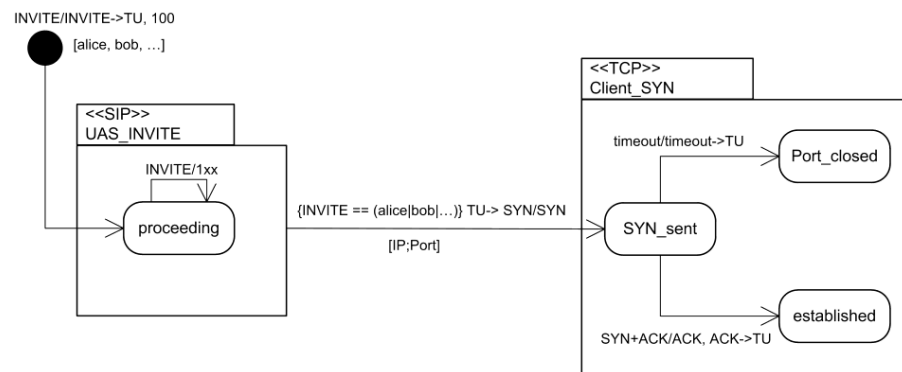 INVITE/INVITE->TU, 100
[alice, bob, ...]
<<SIP>>
UAS_INVITE
INVITE/1xx
proceeding
{INVITE == (alice|bob|...)} TU-> SYN/SYN
[IP;Port]
<<TCP>>
Client_SYN
timeout/timeout->TU
Port_closed
SYN_sent
established
SYN+ACK/ACK, ACK->TU